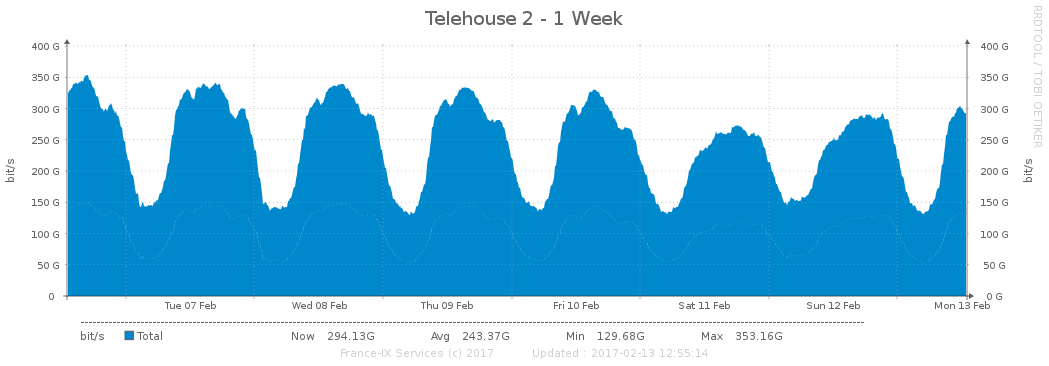 Telehouse 2 - 1 Week
RRDTOOL / TOBI OETIKER
bit/s
bit/s
400 G 400 G
350 G 350 G
300 G 300 G
250 G 250 G
200 G 200 G
150 G 150 G
100 G 100 G
50 G 50 G
0 0 G
Tue 07 Feb Wed 08 Feb Thu 09 Feb Fri 10 Feb Sat 11 Feb Sun 12 Feb Mon 13 Feb
bit/s Total Now 294.13G Avg 243.37G Min 129.68G Max 353.16G
France-IX Services (c) 2017 Updated : 2017-02-13 12:55:14